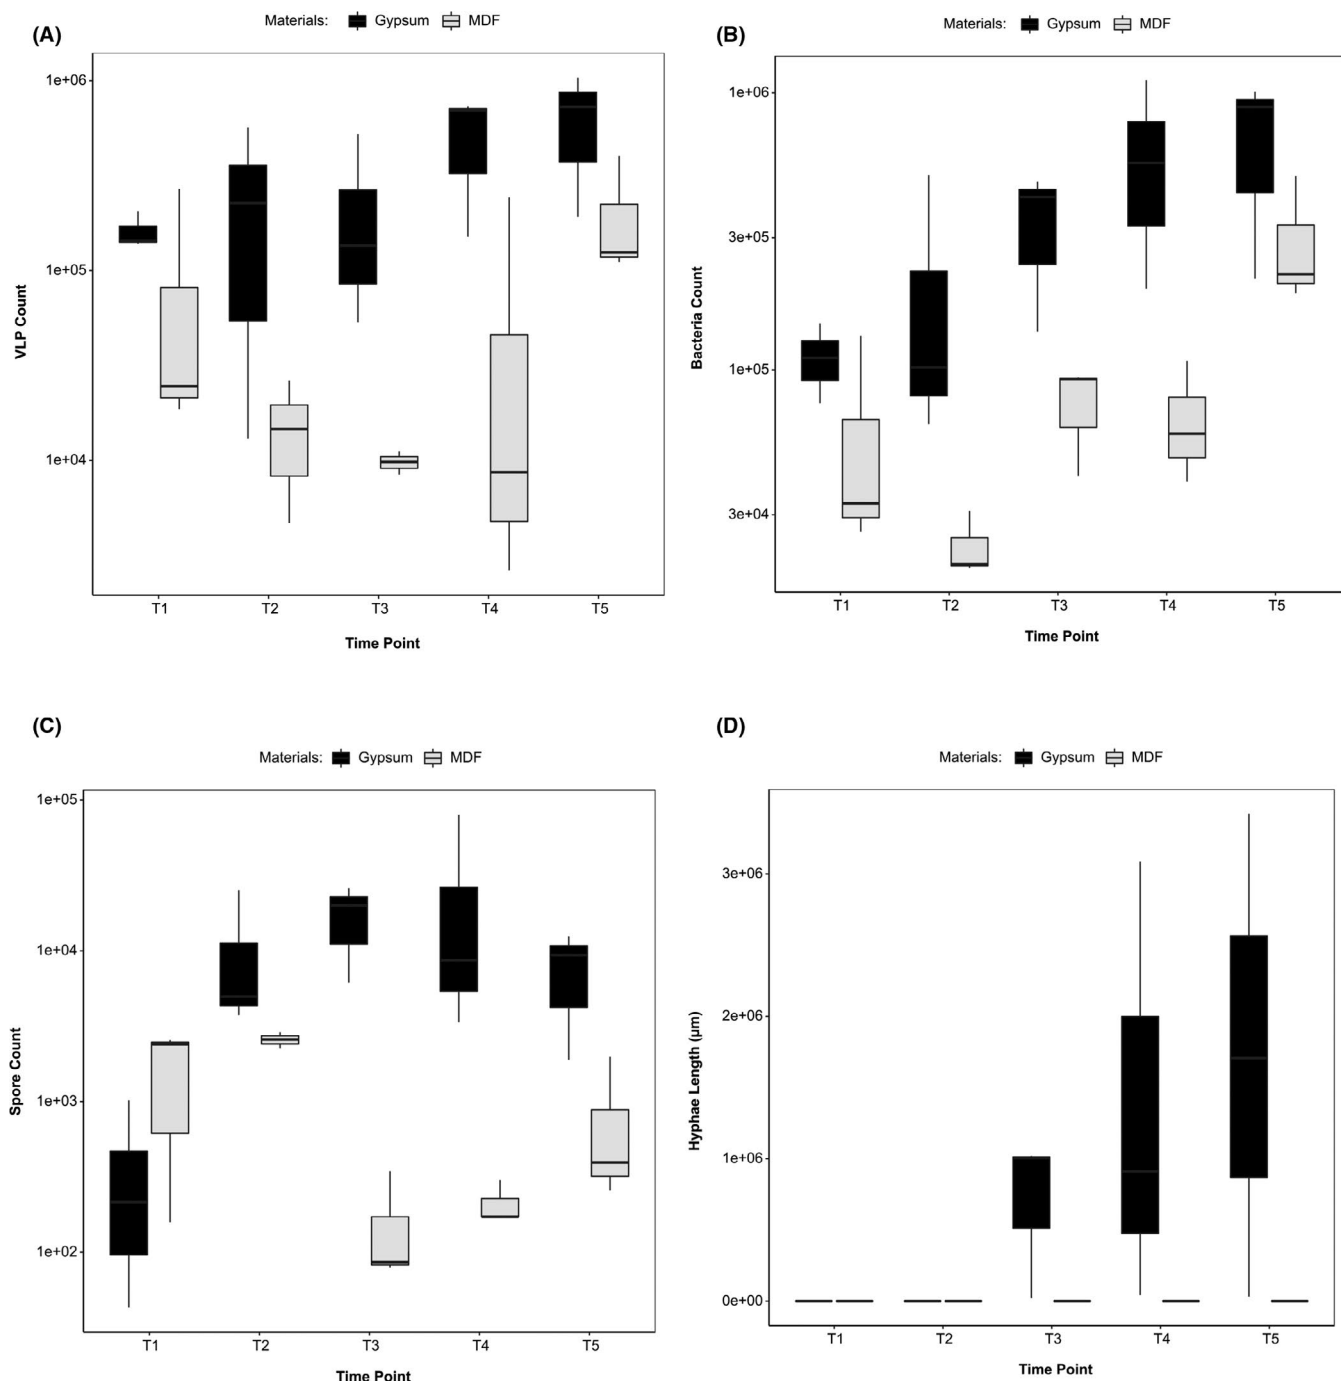 (A)
Materials: Gypsum MDF
1e+06
1e+05
1e+04
VLP Count
T1 T2 T3 T4 T5
Time Point
(B)
Materials: Gypsum MDF
1e+06
3e+05
1e+05
3e+04
Bacteria Count
T1 T2 T3 T4 T5
Time Point
(C)
Materials: Gypsum MDF
1e+05
1e+04
1e+03
1e+02
Spore Count
T1 T2 T3 T4 T5
Time Point
(D)
Materials: Gypsum MDF
3e+06
2e+06
1e+06
0e+00
Hyphae Length (µm)
T1 T2 T3 T4 T5
Time Point